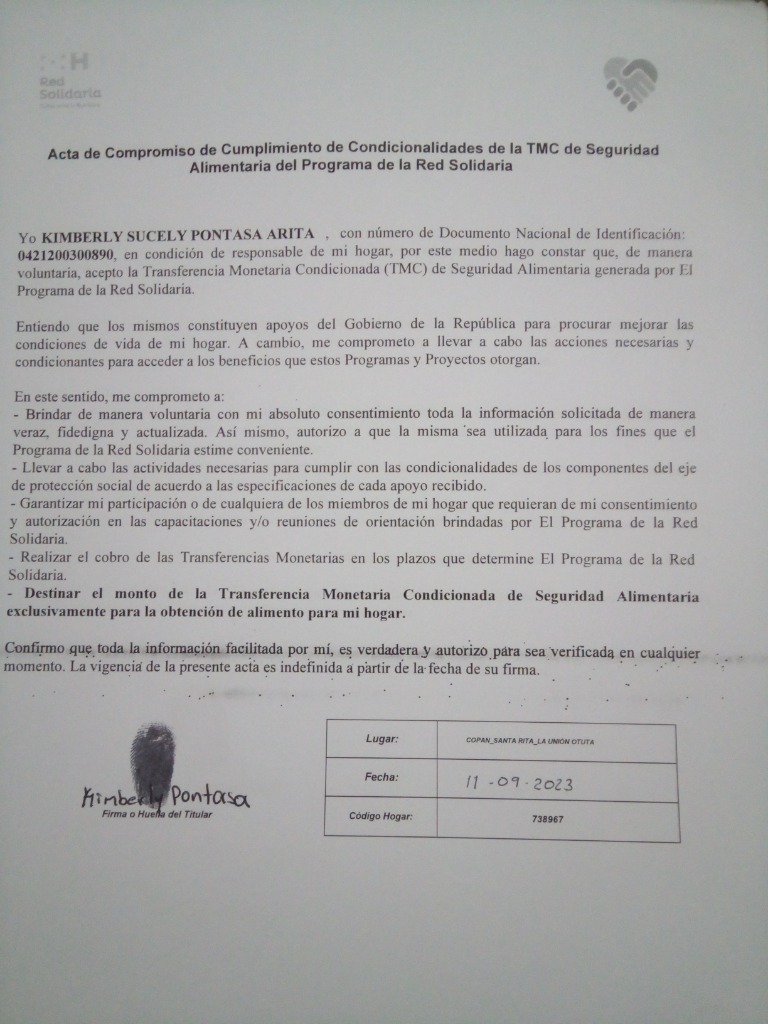 Red
Solidaria
Acta de Compromiso de Cumplimiento de Condicionalidades de la TMC de Seguridad
Alimentaria del Programa de la Red Solidaria
Yo KIMBERLY SUCELY PONTASA ARITA , con número de Documento Nacional de Identificación:
0421200300890, en condición de responsable de mi hogar, por este medio hago constar que, de manera
voluntaria, acepto la Transferencia Monetaria Condicionada (TMC) de Seguridad Alimentaria generada por El
Programa de la Red Solidaria.
Entiendo que los mismos constituyen apoyos del Gobierno de la República para procurar mejorar las
condiciones de vida de mi hogar. A cambio, me comprometo a llevar a cabo las acciones necesarias y
condicionantes para acceder a los beneficios que estos Programas y Proyectos otorgan.
En este sentido, me comprometo a:
- Brindar de manera voluntaria con mi absoluto consentimiento toda la información solicitada de manera
veraz, fidedigna y actualizada. Así mismo, autorizo a que la misma sea utilizada para los fines que el
Programa de la Red Solidaria estime conveniente.
- Llevar a cabo las actividades necesarias para cumplir con las condicionalidades de los componentes del eje
de protección social de acuerdo a las especificaciones de cada apoyo recibido.
- Garantizar mi participación o de cualquiera de los miembros de mi hogar que requieran de mi consentimiento
y autorización en las capacitaciones y/o reuniones de orientación brindadas por El Programa de la Red
Solidaria.
- Realizar el cobro de las Transferencias Monetarias en los plazos que determine El Programa de la Red
Solidaria.
- Destinar el monto de la Transferencia Monetaria Condicionada de Seguridad Alimentaria
exclusivamente para la obtención de alimento para mi hogar.
Confirmo que toda la información facilitada por mí, es verdadera y autorizo para sea verificada en cualquier
momento. La vigencia de la presente acta es indefinida a partir de la fecha de su firma.
Kimberly Pontasa
Firma o Huella del Titular
Lugar: COPAN_SANTA RITA_LA UNIÓN OTUTA
Fecha: 11-09-2023
Código Hogar: 738967